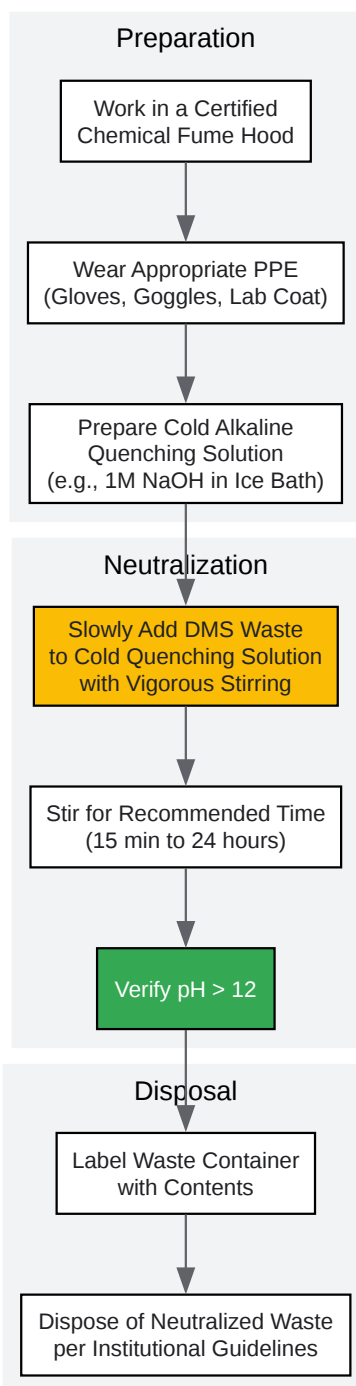 Preparation
Work in a Certified
Chemical Fume Hood
Wear Appropriate PPE
(Gloves, Goggles, Lab Coat)
Prepare Cold Alkaline
Quenching Solution
(e.g., 1M NaOH in Ice Bath)
Neutralization
Slowly Add DMS Waste
to Cold Quenching Solution
with Vigorous Stirring
Stir for Recommended Time
(15 min to 24 hours)
Verify pH > 12
Disposal
Label Waste Container
with Contents
Dispose of Neutralized Waste
per Institutional Guidelines